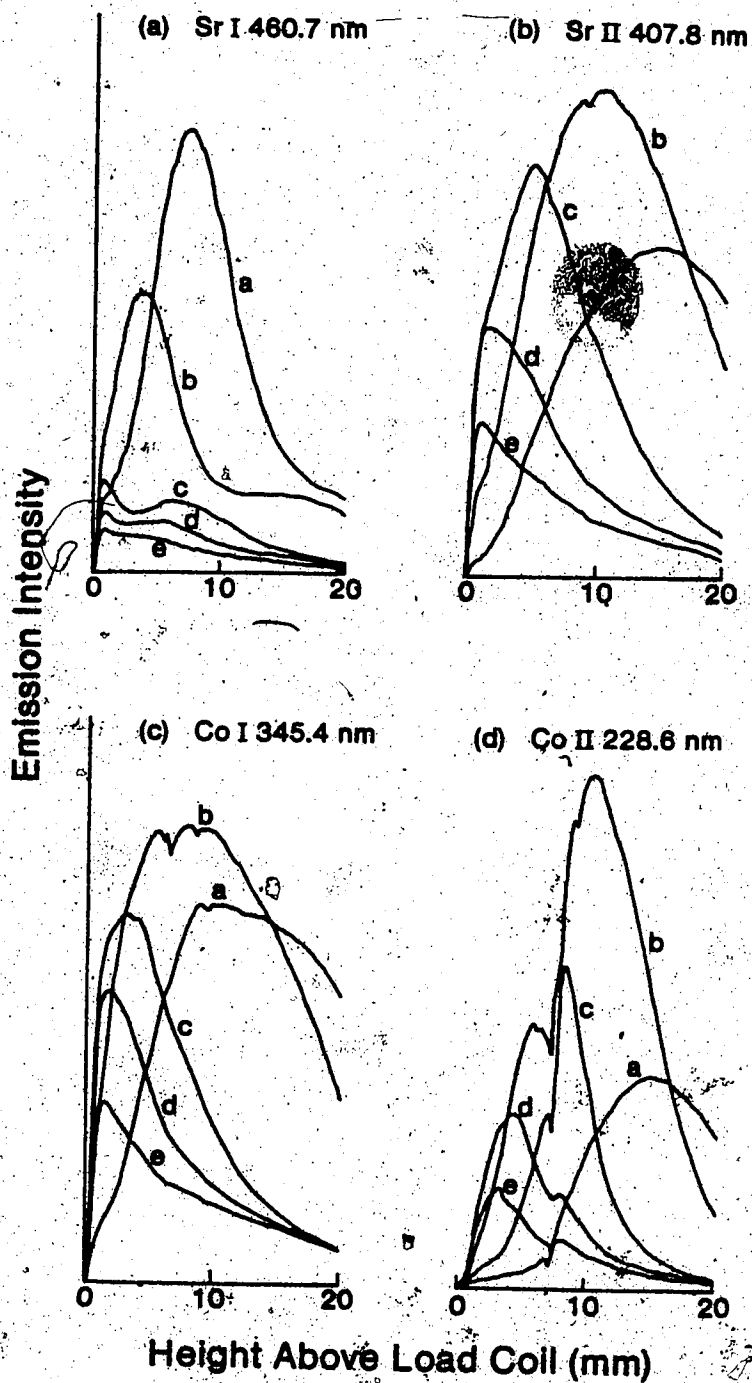 (a) Sr I 460.7 nm
(b) Sr II 407.8 nm
a
b
c
d
e
0
10
20
b
c
d
e
0
10
20
Emission Intensity
(c) Co I 345.4 nm
(d) Co II 228.6 nm
b
a
c
d
e
0
10
20
b
c
a
d
e
0
10
20
Height Above Load Coil (mm)